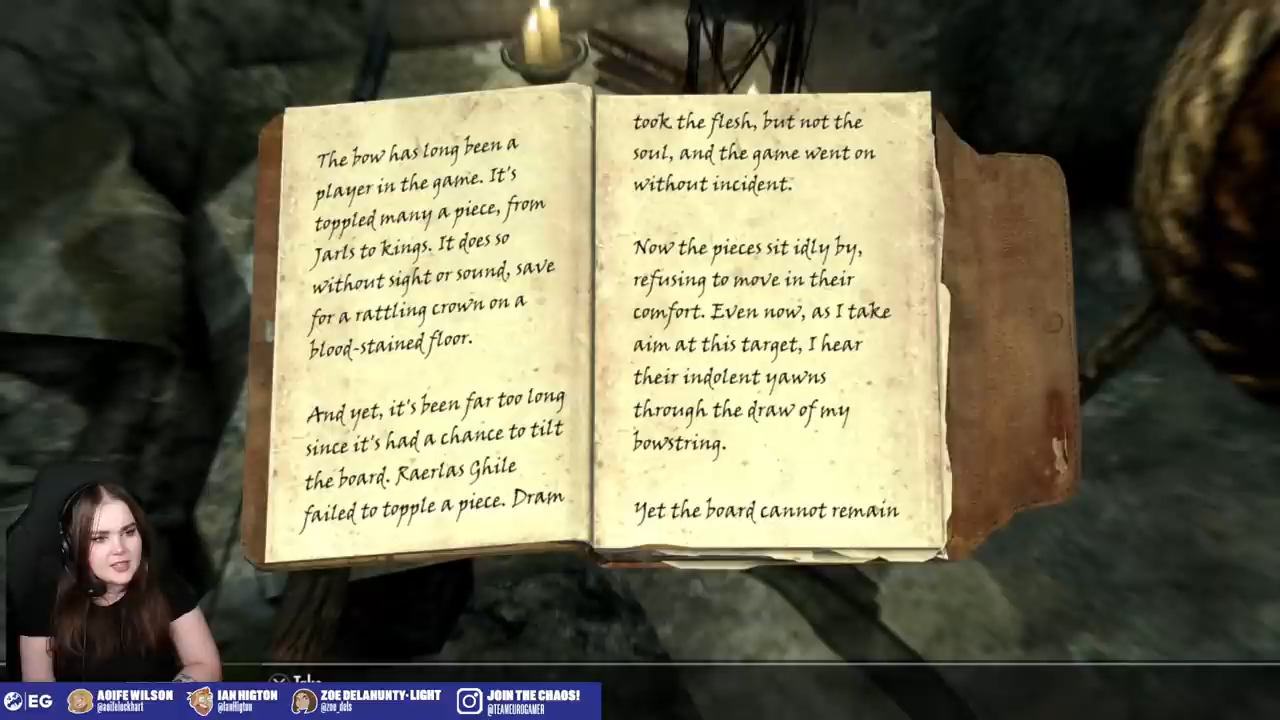 The bow has long been a
player in the game. It's
toppled many a piece, from
Jarls to kings. It does so
without sight or sound, save
for a rattling crown on a
blood-stained floor.
And yet, it's been far too long
since it's had a chance to tilt
the board. Raerlas Ghile
failed to topple a piece. Dram
took the flesh, but not the
soul, and the game went on
without incident.
Now the pieces sit idly by,
refusing to move in their
comfort. Even now, as I take
aim at this target, I hear
their indolent yawns
through the draw of my
bowstring.
Yet the board cannot remain
Take
EG
AOIFE WILSON
@aoifelockhart
IAN HIGTON
@IanHigton
ZOE DELAHUNTY-LIGHT
@zoe_dels
JOIN THE CHAOS!
@TEAMEUROGAMER